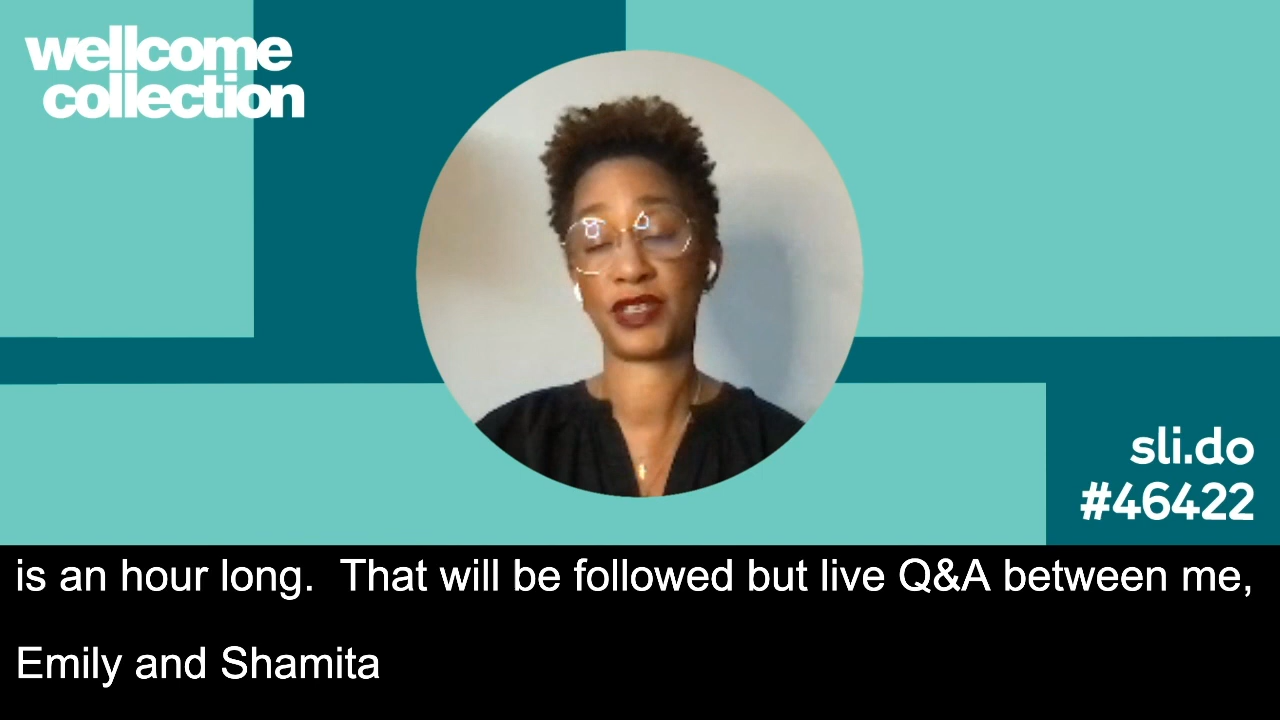 wellcome
collection
sli.do
#46422
is an hour long.  That will be followed but live Q&A between me,
Emily and Shamita